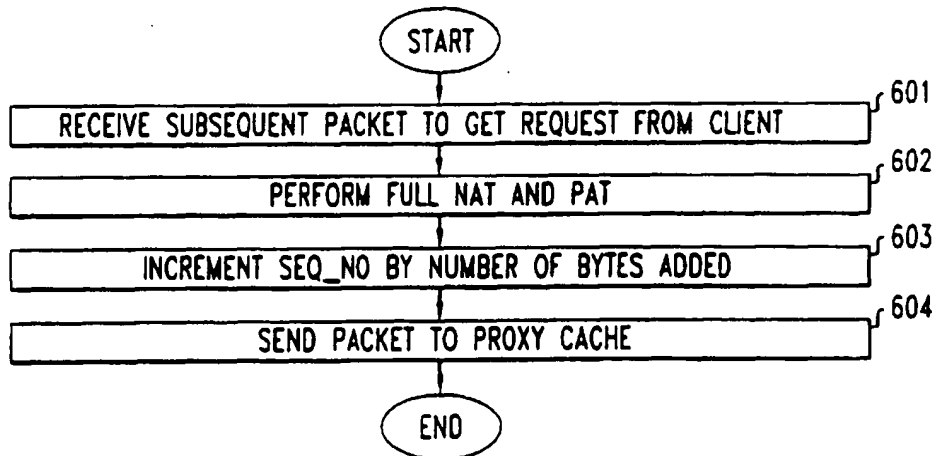 START
601
RECEIVE SUBSEQUENT PACKET TO GET REQUEST FROM CLIENT
602
PERFORM FULL NAT AND PAT
603
INCREMENT SEQ_NO BY NUMBER OF BYTES ADDED
604
SEND PACKET TO PROXY CACHE
END